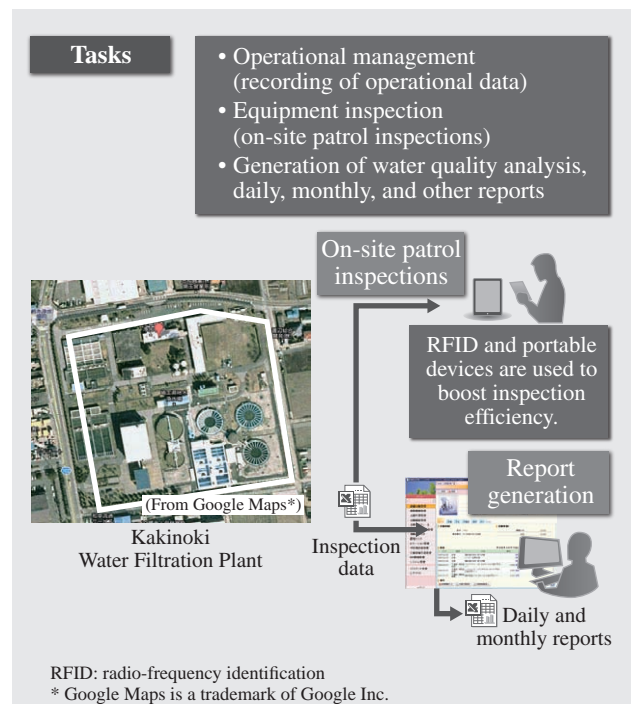 Tasks
• Operational management
(recording of operational data)
• Equipment inspection
(on-site patrol inspections)
• Generation of water quality analysis,
daily, monthly, and other reports
On-site patrol
inspections
RFID and portable
devices are used to
boost inspection
efficiency.
(From Google Maps*)
Kakinoki
Water Filtration Plant
Report
generation
Inspection
data
Daily and
monthly reports
RFID: radio-frequency identification
* Google Maps is a trademark of Google Inc.